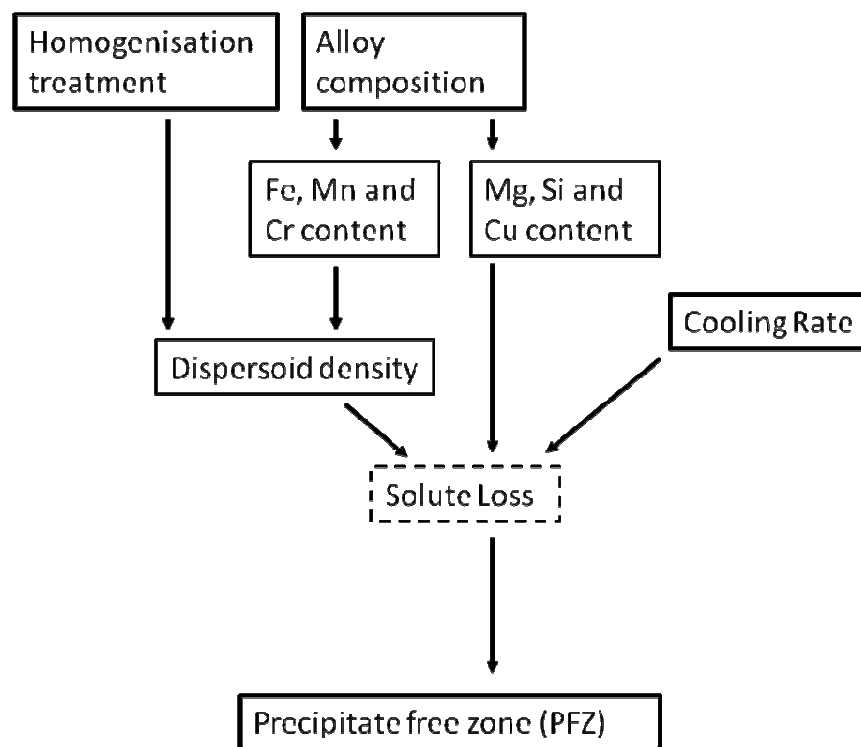 Homogenisation
treatment
Alloy
composition
Fe, Mn and
Cr content
Mg, Si and
Cu content
Cooling Rate
Dispersoid density
Solute Loss
Precipitate free zone (PFZ)